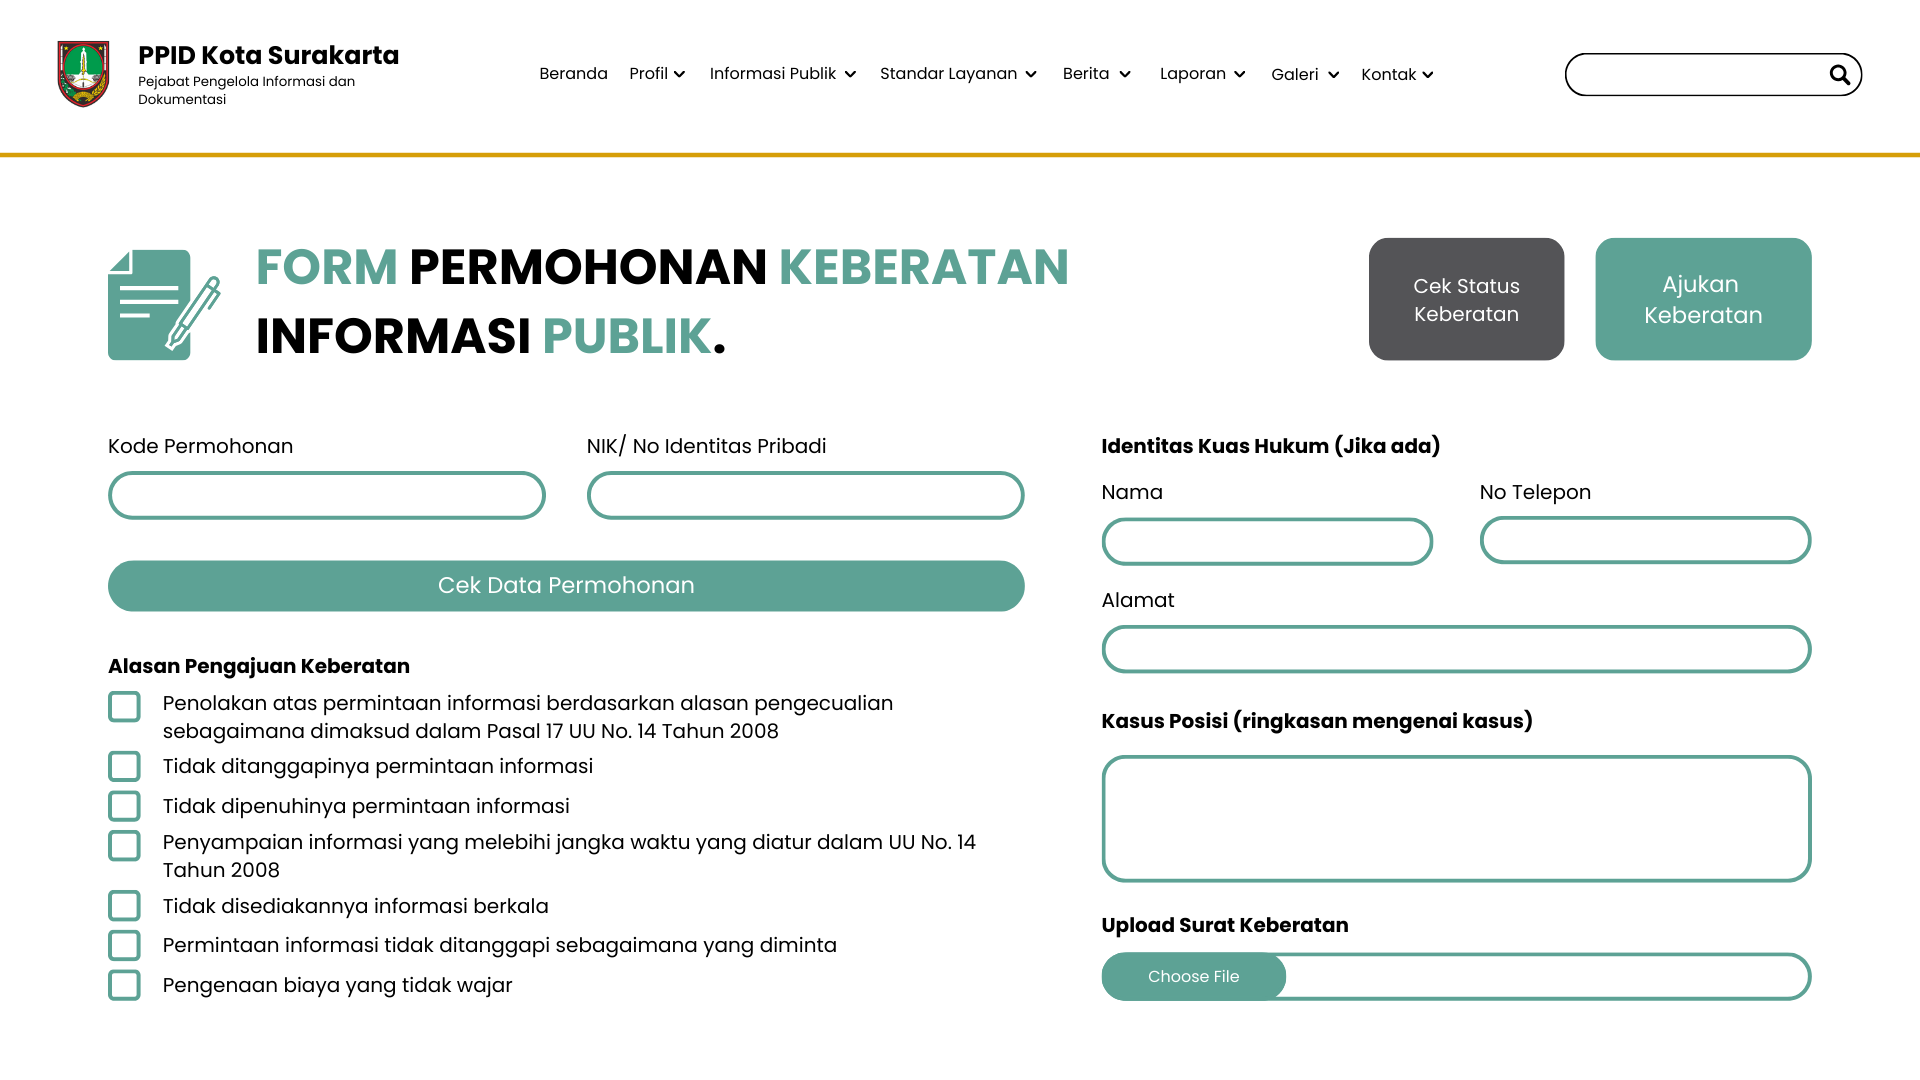 PPID Kota Surakarta
Pejabat Pengelola Informasi dan
Dokumentasi
Beranda Profil Informasi Publik Standar Layanan Berita Laporan Galeri Kontak
FORM PERMOHONAN KEBERATAN
INFORMASI PUBLIK.
Cek Status
Keberatan
Ajukan
Keberatan
Kode Permohonan
NIK/ No Identitas Pribadi
Cek Data Permohonan
Alasan Pengajuan Keberatan
Penolakan atas permintaan informasi berdasarkan alasan pengecualian
sebagaimana dimaksud dalam Pasal 17 UU No. 14 Tahun 2008
Tidak ditanggapinya permintaan informasi
Tidak dipenuhinya permintaan informasi
Penyampaian informasi yang melebihi jangka waktu yang diatur dalam UU No. 14
Tahun 2008
Tidak disediakannya informasi berkala
Permintaan informasi tidak ditanggapi sebagaimana yang diminta
Pengenaan biaya yang tidak wajar
Identitas Kuas Hukum (Jika ada)
Nama
No Telepon
Alamat
Kasus Posisi (ringkasan mengenai kasus)
Upload Surat Keberatan
Choose File